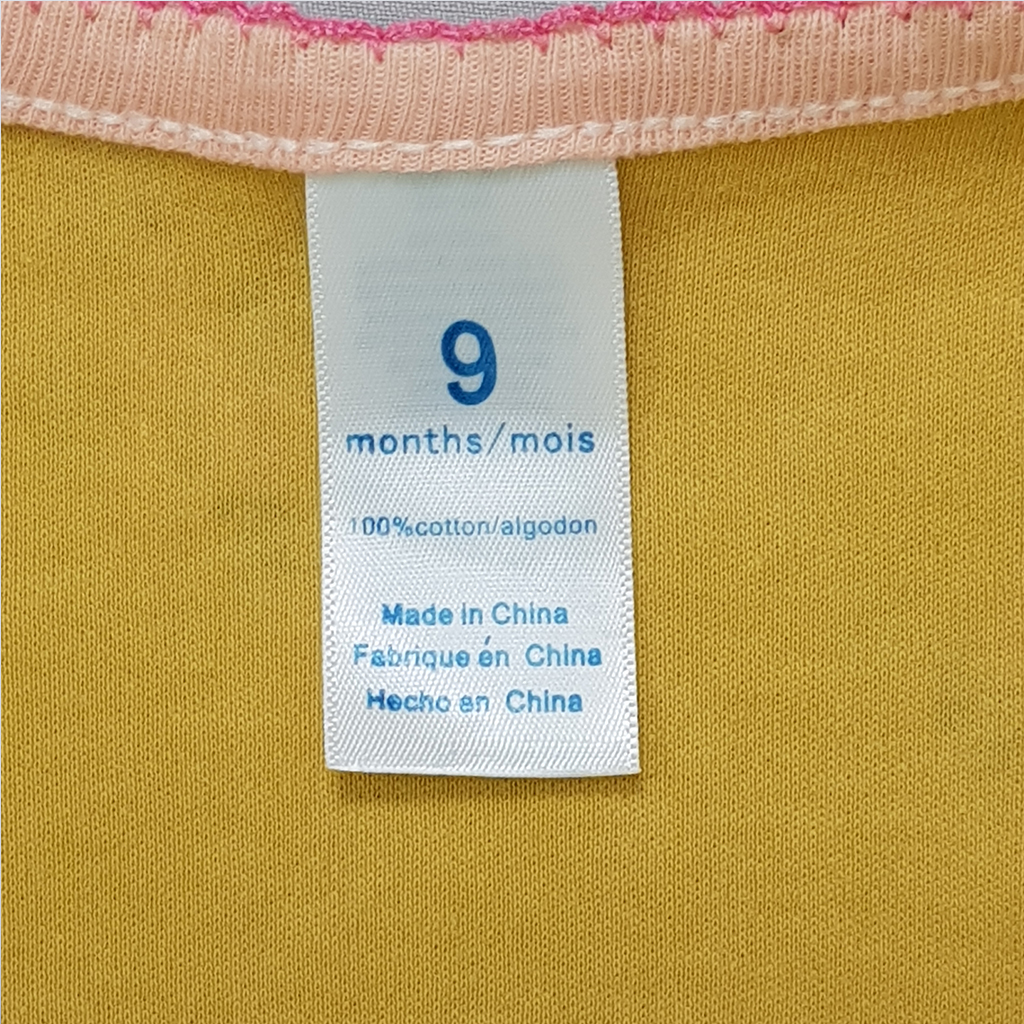 9
months/mois
100%cotton/algodon
Made in China
Fabrique én China
Hecho en China